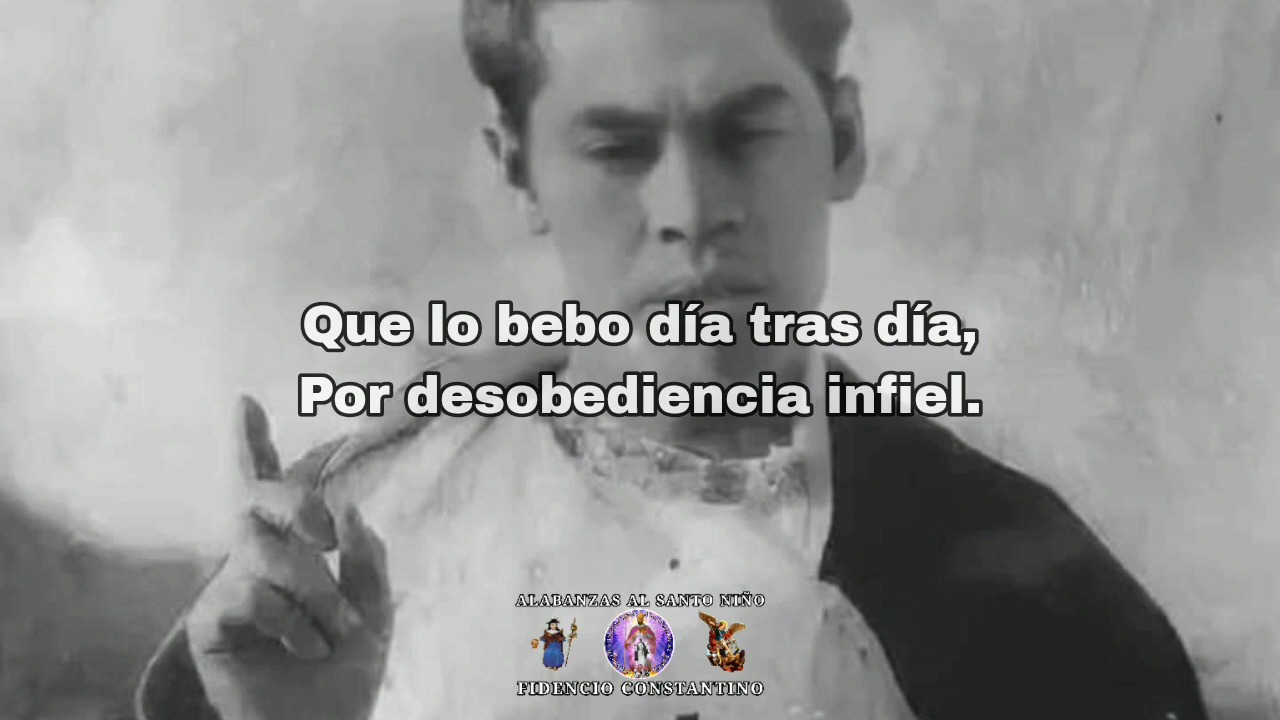 Que lo bebo día tras día,
Por desobediencia infiel.
ALABANZAS AL SANTO NIÑO
FIDENCIO CONSTANTINO